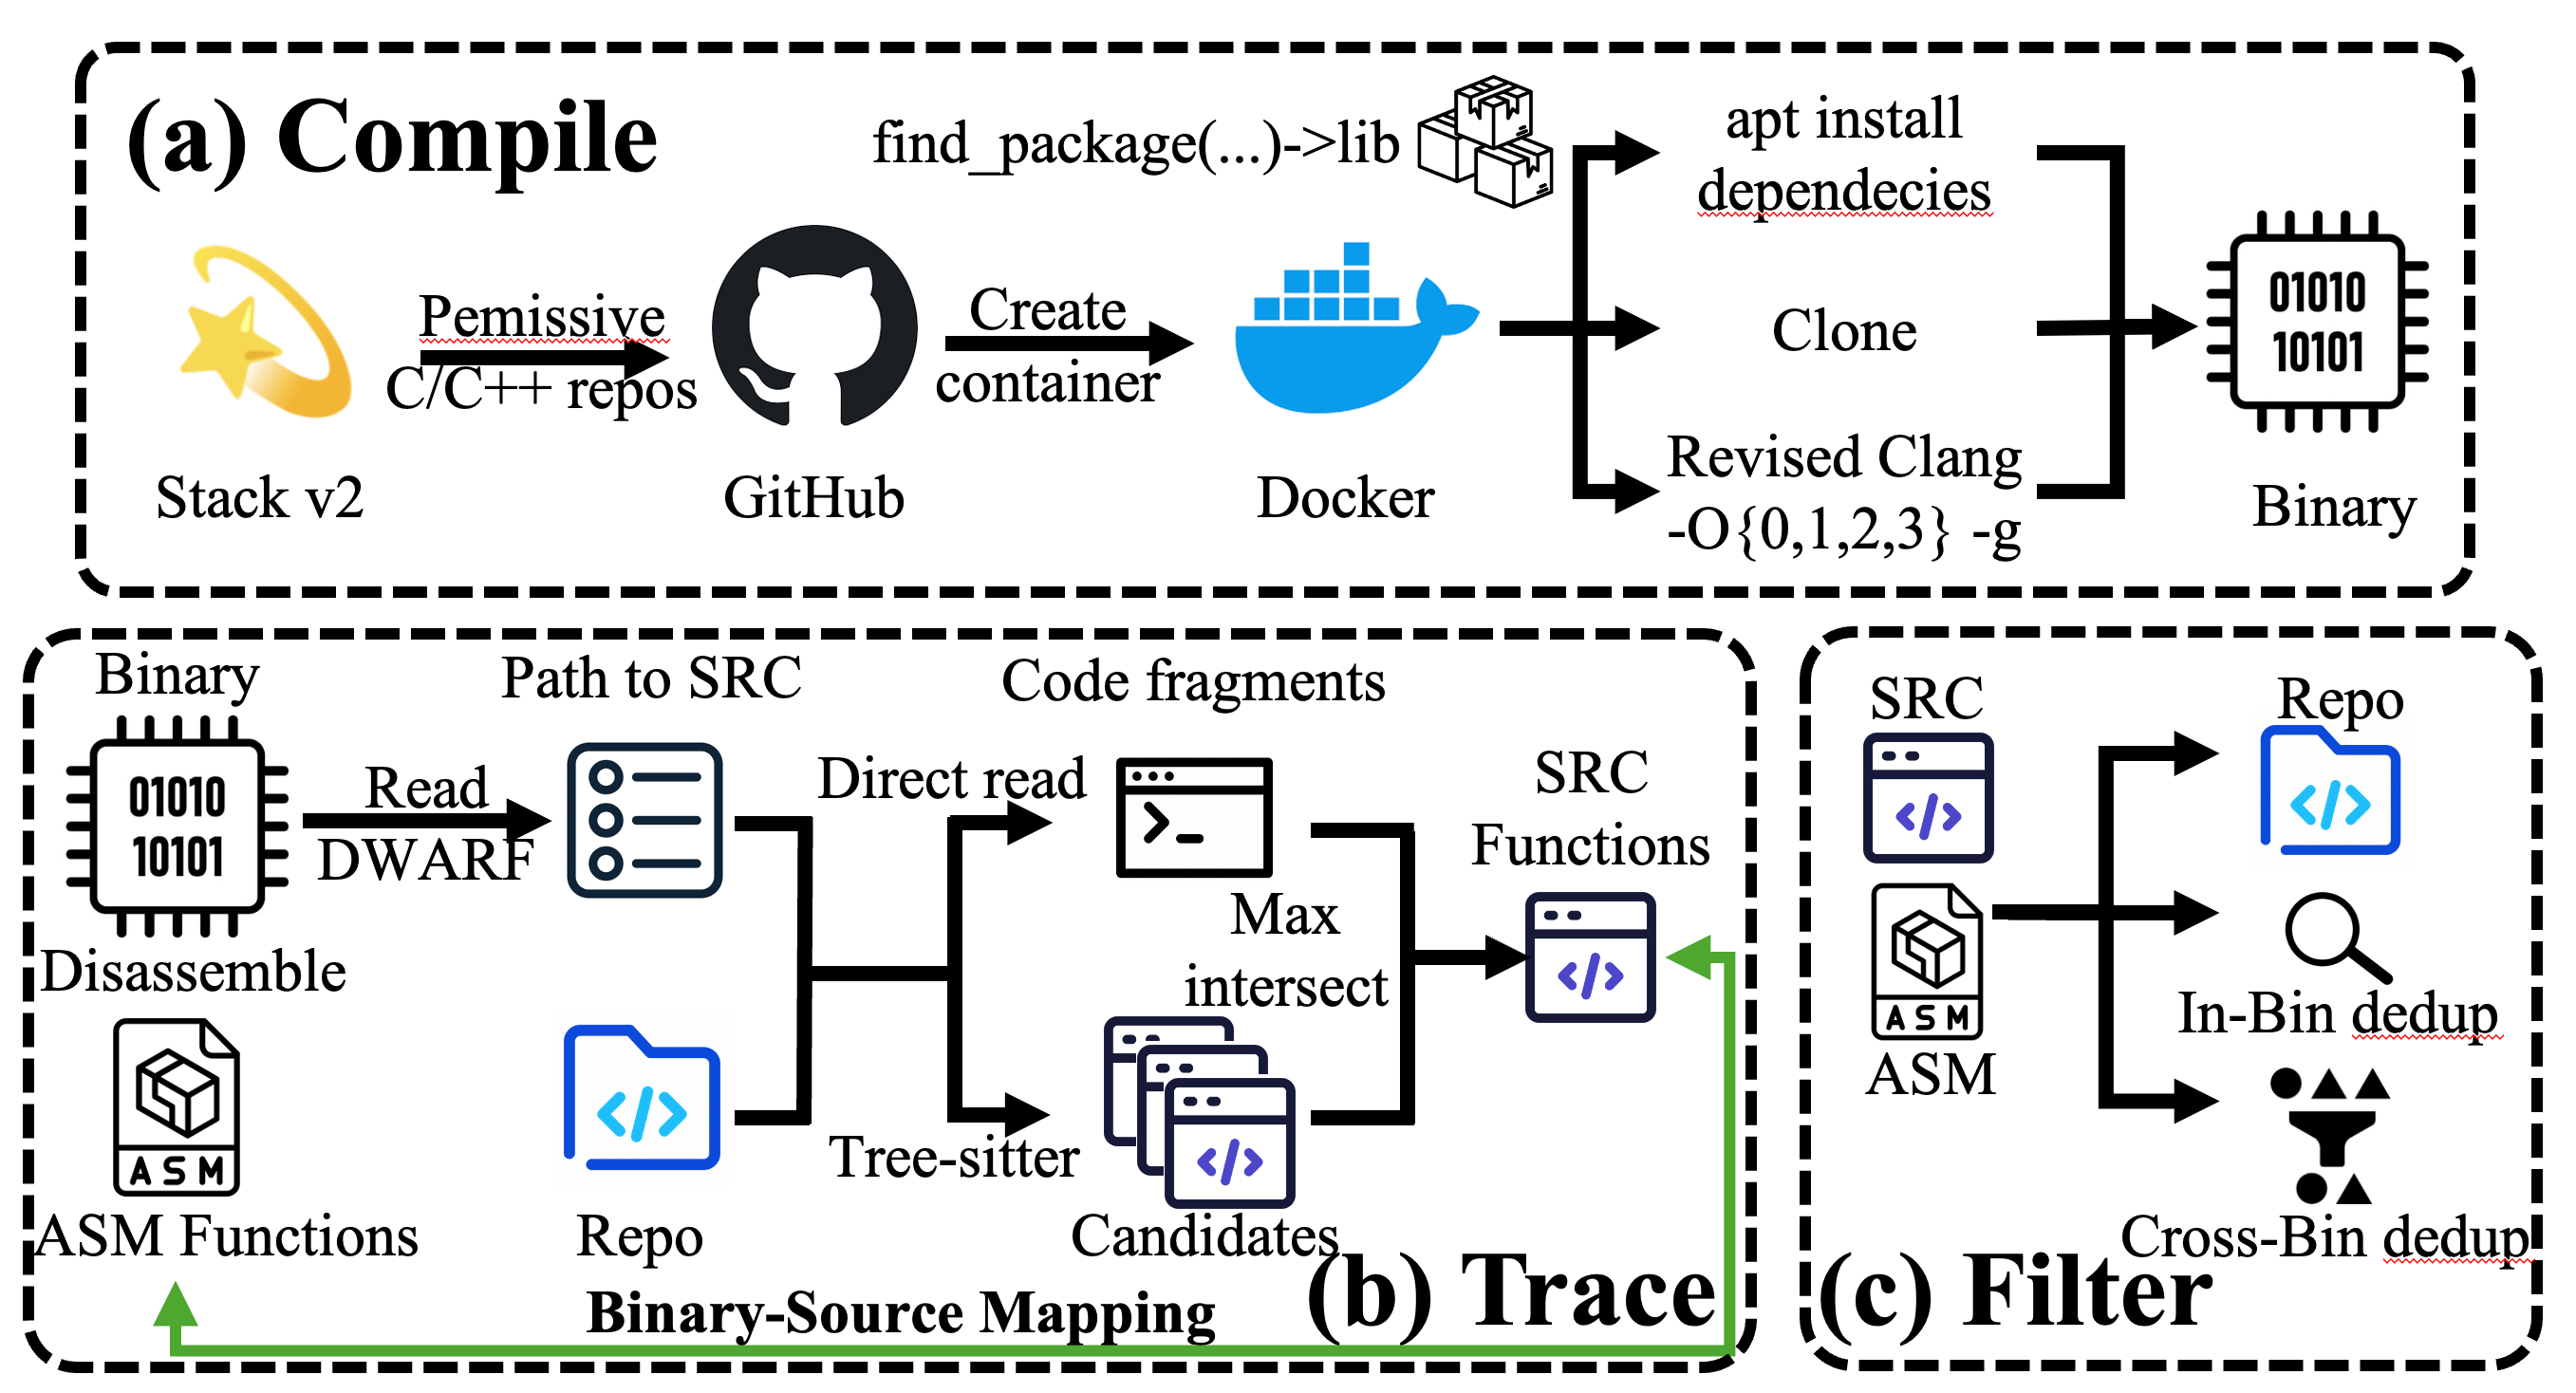 (a) Compile
find_package(...)->lib
apt install
dependecies
Pemissive
C/C++ repos
Create
container
Clone
01010
10101
Revised Clang
-O{0,1,2,3} -g
Stack v2
GitHub
Docker
Binary
Binary
Path to SRC
Code fragments
01010
10101
Read
DWARF
Direct read
SRC
Functions
Max
intersect
Disassemble
ASM
Tree-sitter
ASM Functions
Repo
Candidates
Binary-Source Mapping
(b) Trace
SRC
Repo
ASM
ASM
In-Bin dedup
Cross-Bin dedup
(c) Filter